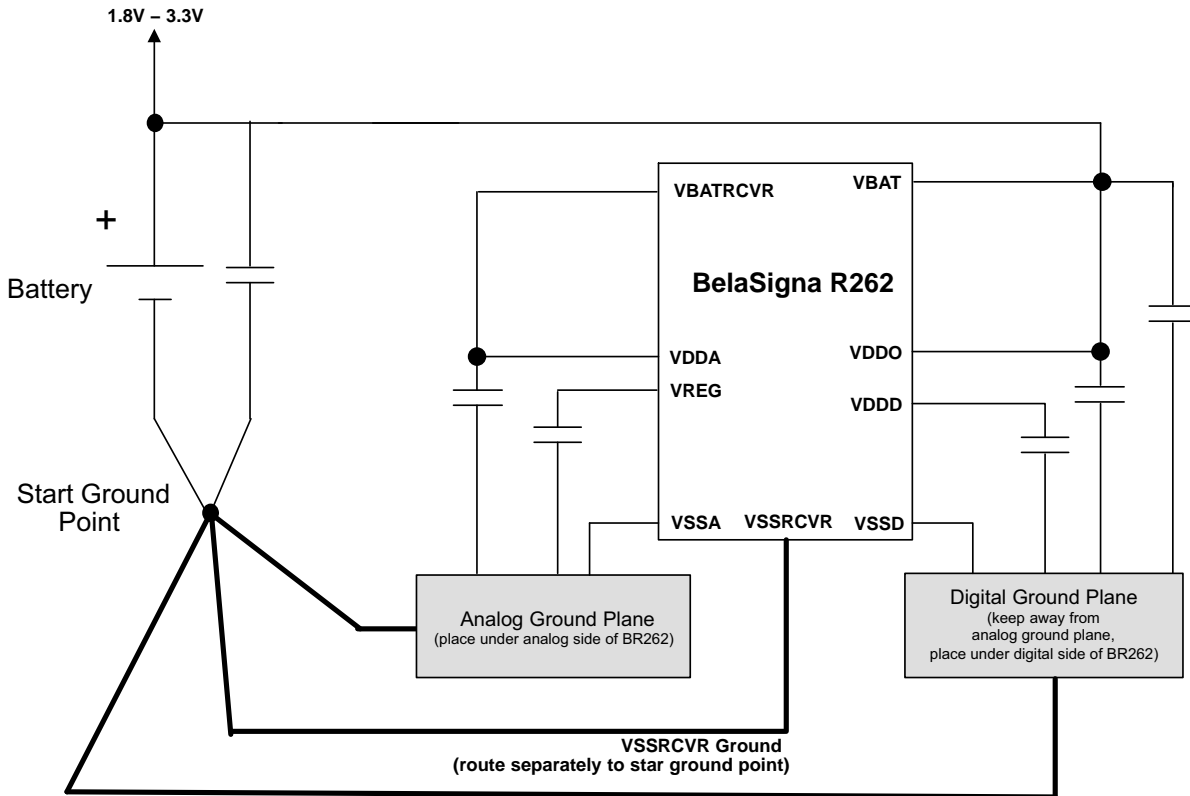 1.8V – 3.3V
+
Battery
VBATRCVR
VBAT
BelaSigna R262
VDDA
VDDO
VREG
VDDD
Start Ground
Point
VSSA
VSSRCVR
VSSD
Analog Ground Plane
(place under analog side of BR262)
Digital Ground Plane
(keep away from
analog ground plane,
place under digital side of BR262)
VSSRCVR Ground
(route separately to star ground point)